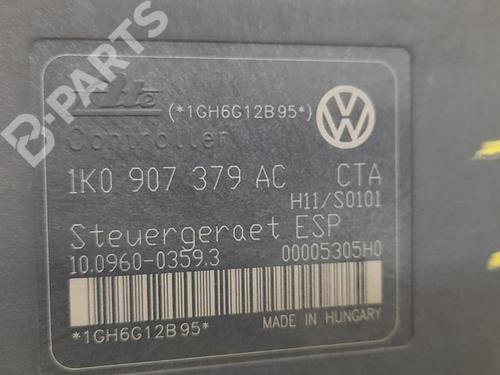 B-PARTS
Ate (*1GH6G12B95*)
Controller
1K0 907 379 AC CTA
H11/S0101
Steuergeraet ESP
10.0960-0359.3 00005305H0
*1GH6G12B95* MADE IN HUNGARY